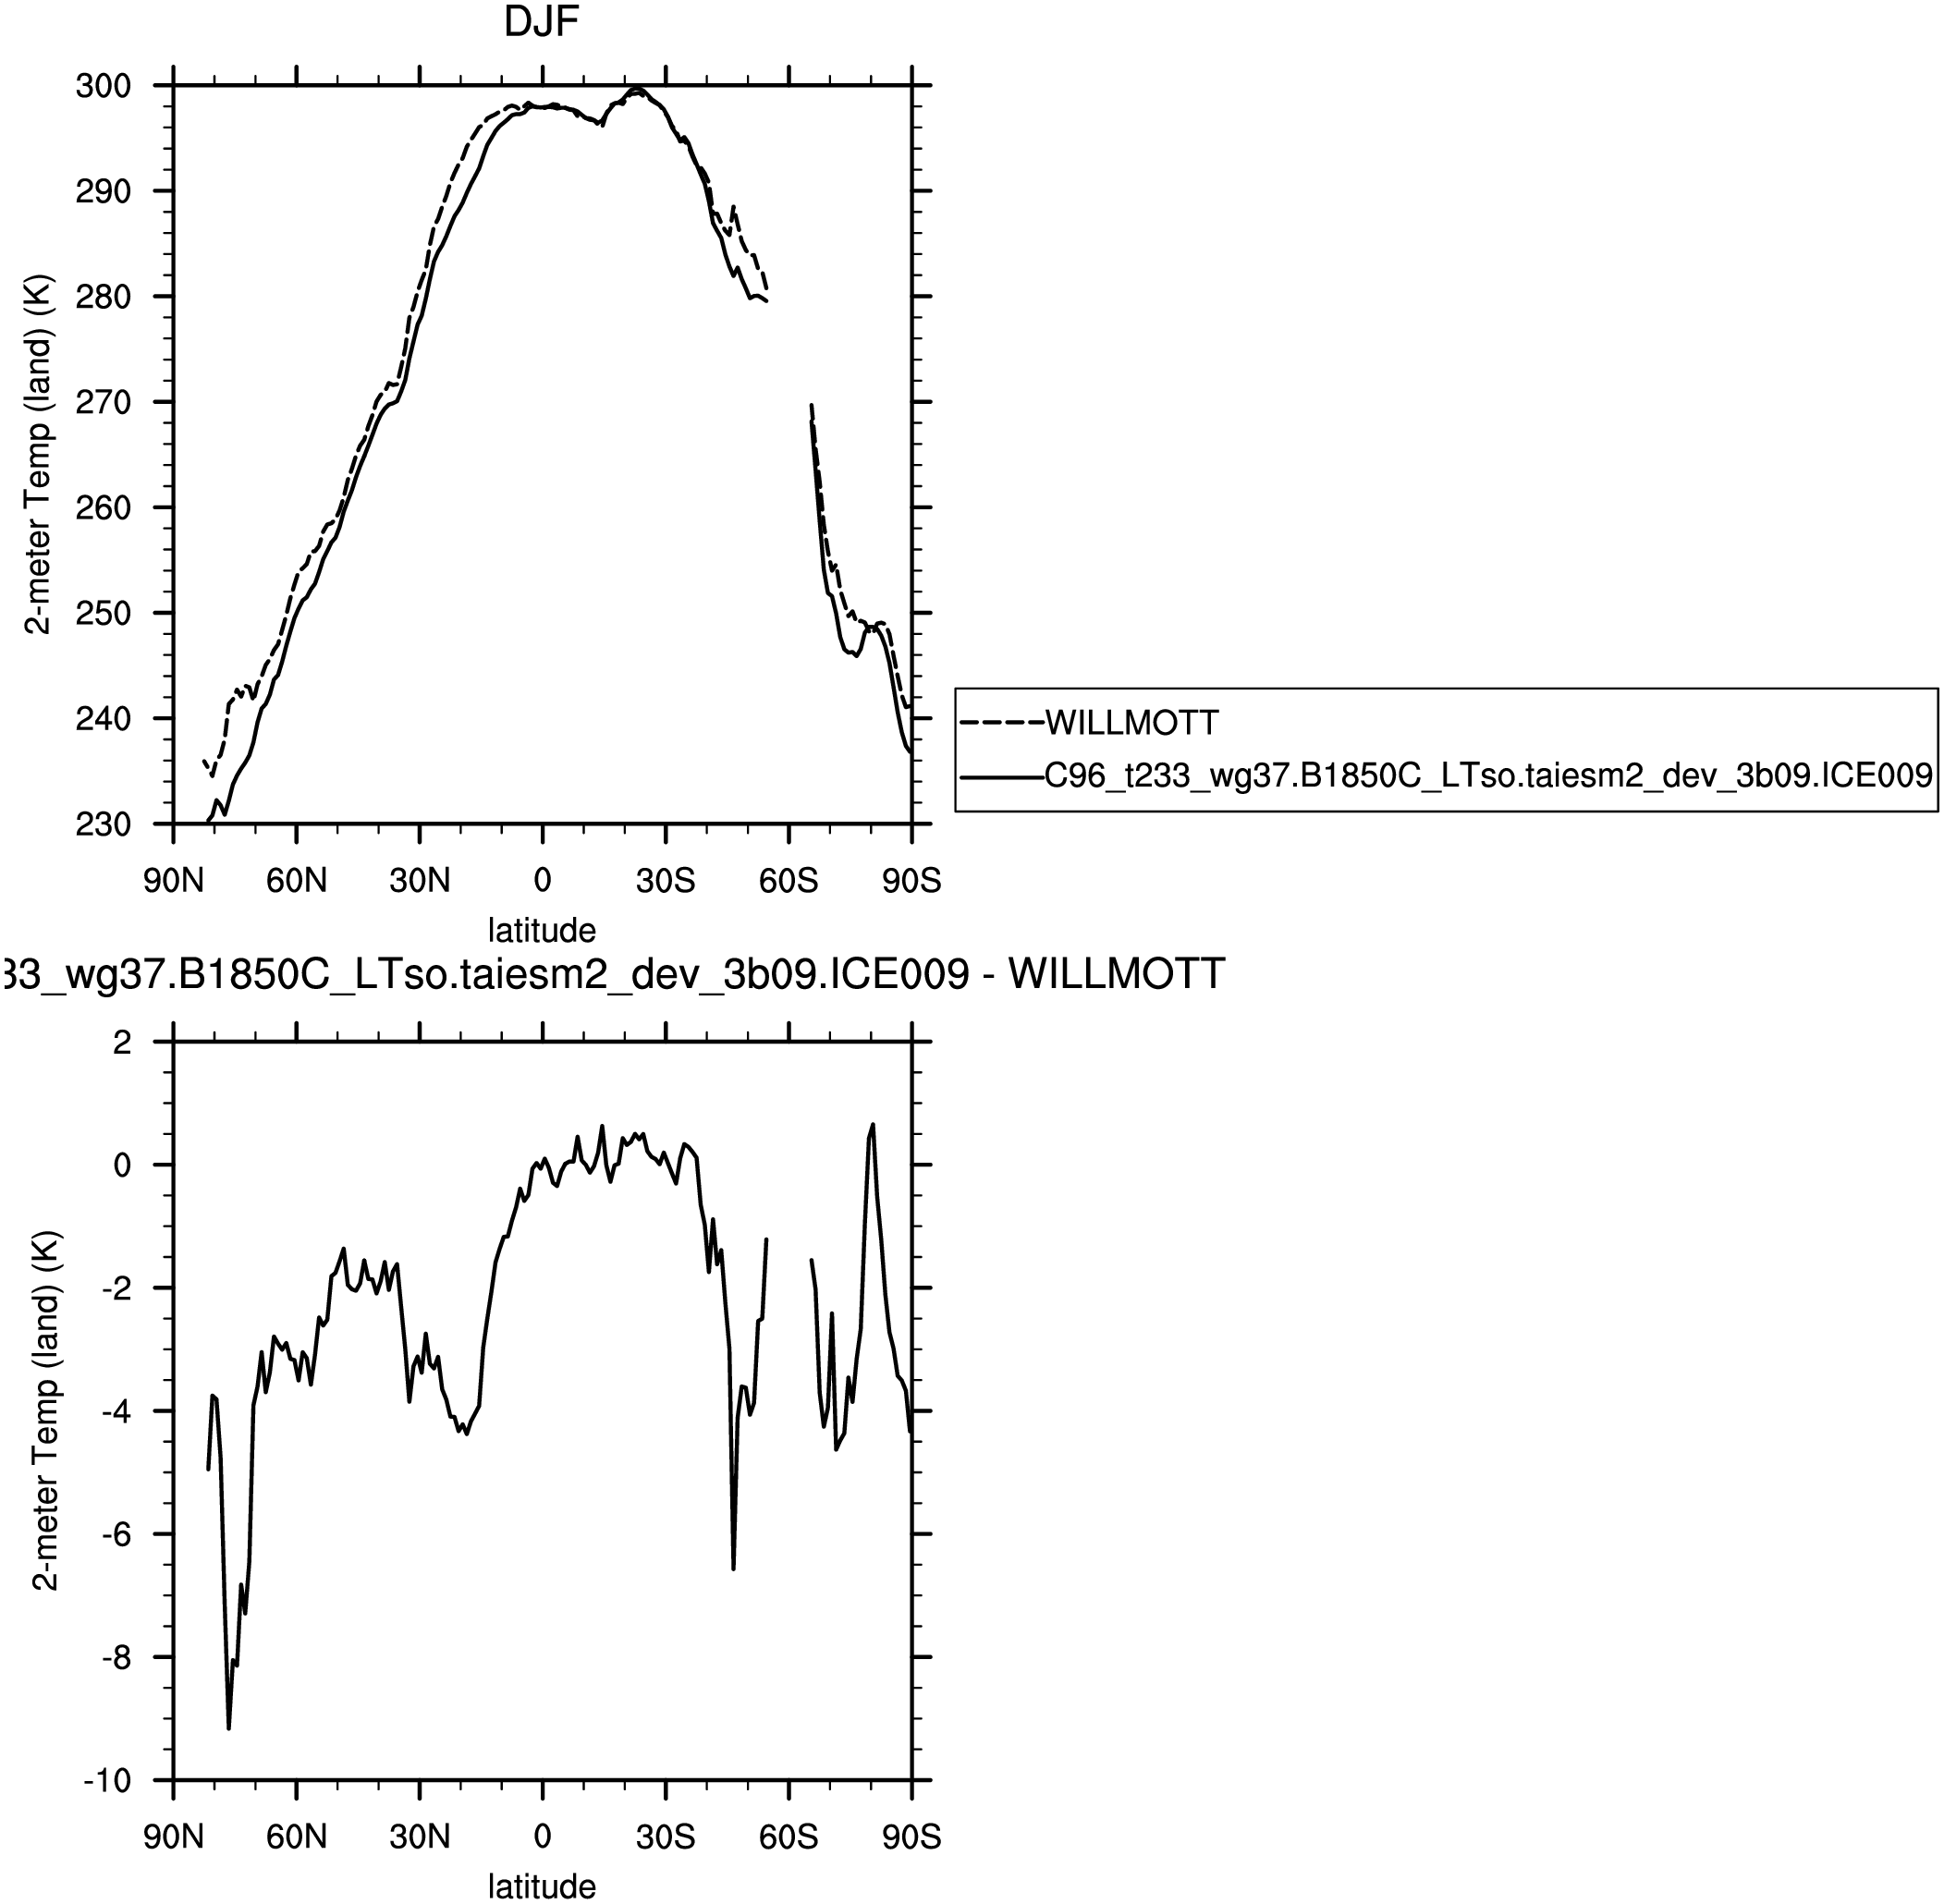 DJF
300
290
280
270
260
250
240
230
2-meter Temp (land) (K)
90N 60N 30N 0 30S 60S 90S
latitude
WILLMOTT
C96_t233_wg37.B1850C_LTso.taiesm2_dev_3b09.ICE009
33_wg37.B1850C_LTso.taiesm2_dev_3b09.ICE009 - WILLMOTT
2
0
-2
-4
-6
-8
-10
2-meter Temp (land) (K)
90N 60N 30N 0 30S 60S 90S
latitude